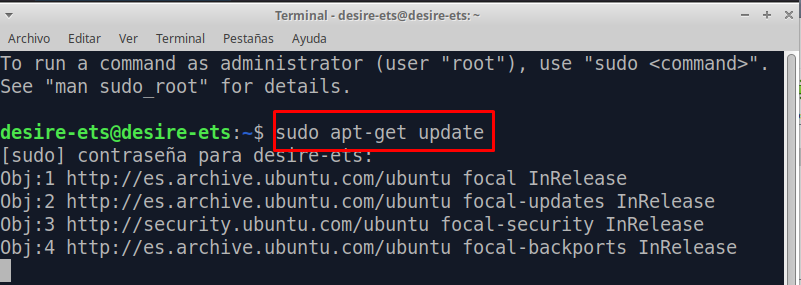 Terminal - desire-ets@desire-ets: ~
Archivo Editar Ver Terminal Pestañas Ayuda
To run a command as administrator (user "root"), use "sudo <command>".
See "man sudo_root" for details.
desire-ets@desire-ets:~$ sudo apt-get update
[sudo] contraseña para desire-ets:
Obj:1 http://es.archive.ubuntu.com/ubuntu focal InRelease
Obj:2 http://es.archive.ubuntu.com/ubuntu focal-updates InRelease
Obj:3 http://security.ubuntu.com/ubuntu focal-security InRelease
Obj:4 http://es.archive.ubuntu.com/ubuntu focal-backports InRelease